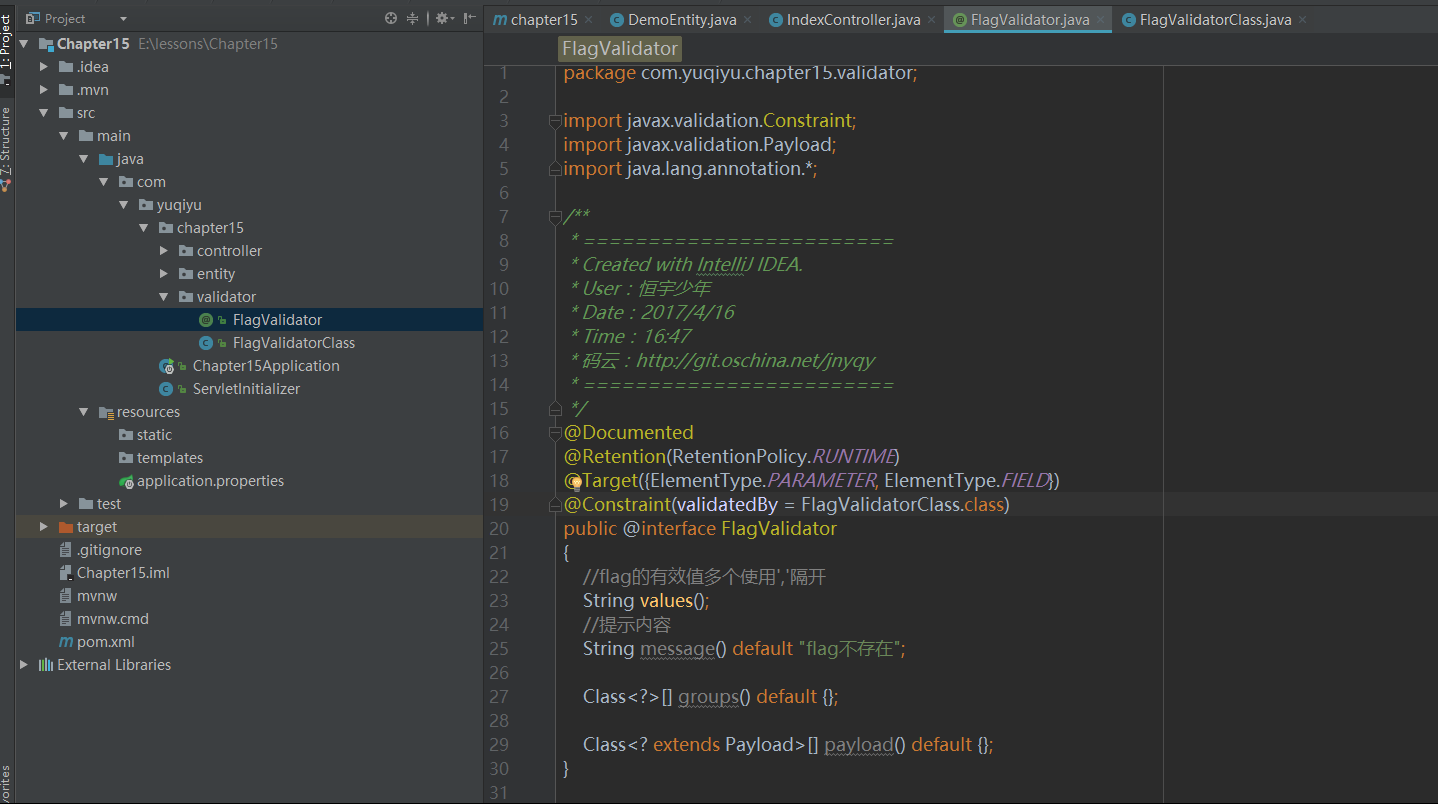 Project
chapter15
DemoEntity.java
IndexController.java
FlagValidator.java
FlagValidatorClass.java
1: Project
Z: Structure
Chapter15 E:\lessons\Chapter15
.idea
.mvn
src
main
java
com
yuqiyu
chapter15
controller
entity
validator
FlagValidator
FlagValidatorClass
Chapter15Application
ServletInitializer
resources
static
templates
application.properties
test
target
.gitignore
Chapter15.iml
mvnw
mvnw.cmd
pom.xml
External Libraries
FlagValidator
1 package com.yuqiyu.chapter15.validator;
2
3 import javax.validation.Constraint;
4 import javax.validation.Payload;
5 import java.lang.annotation.*;
6
7 /**
8 * ========================
9 * Created with IntelliJ IDEA.
10 * User：恒宇少年
11 * Date：2017/4/16
12 * Time：16:47
13 * 码云：http://git.oschina.net/jnyqy
14 * ========================
15 */
16 @Documented
17 @Retention(RetentionPolicy.RUNTIME)
18 @Target({ElementType.PARAMETER, ElementType.FIELD})
19 @Constraint(validatedBy = FlagValidatorClass.class)
20 public @interface FlagValidator
21 {
22 //flag的有效值多个使用','隔开
23 String values();
24 //提示内容
25 String message() default "flag不存在";
26
27 Class<?>[] groups() default {};
28
29 Class<? extends Payload>[] payload() default {};
30 }
31